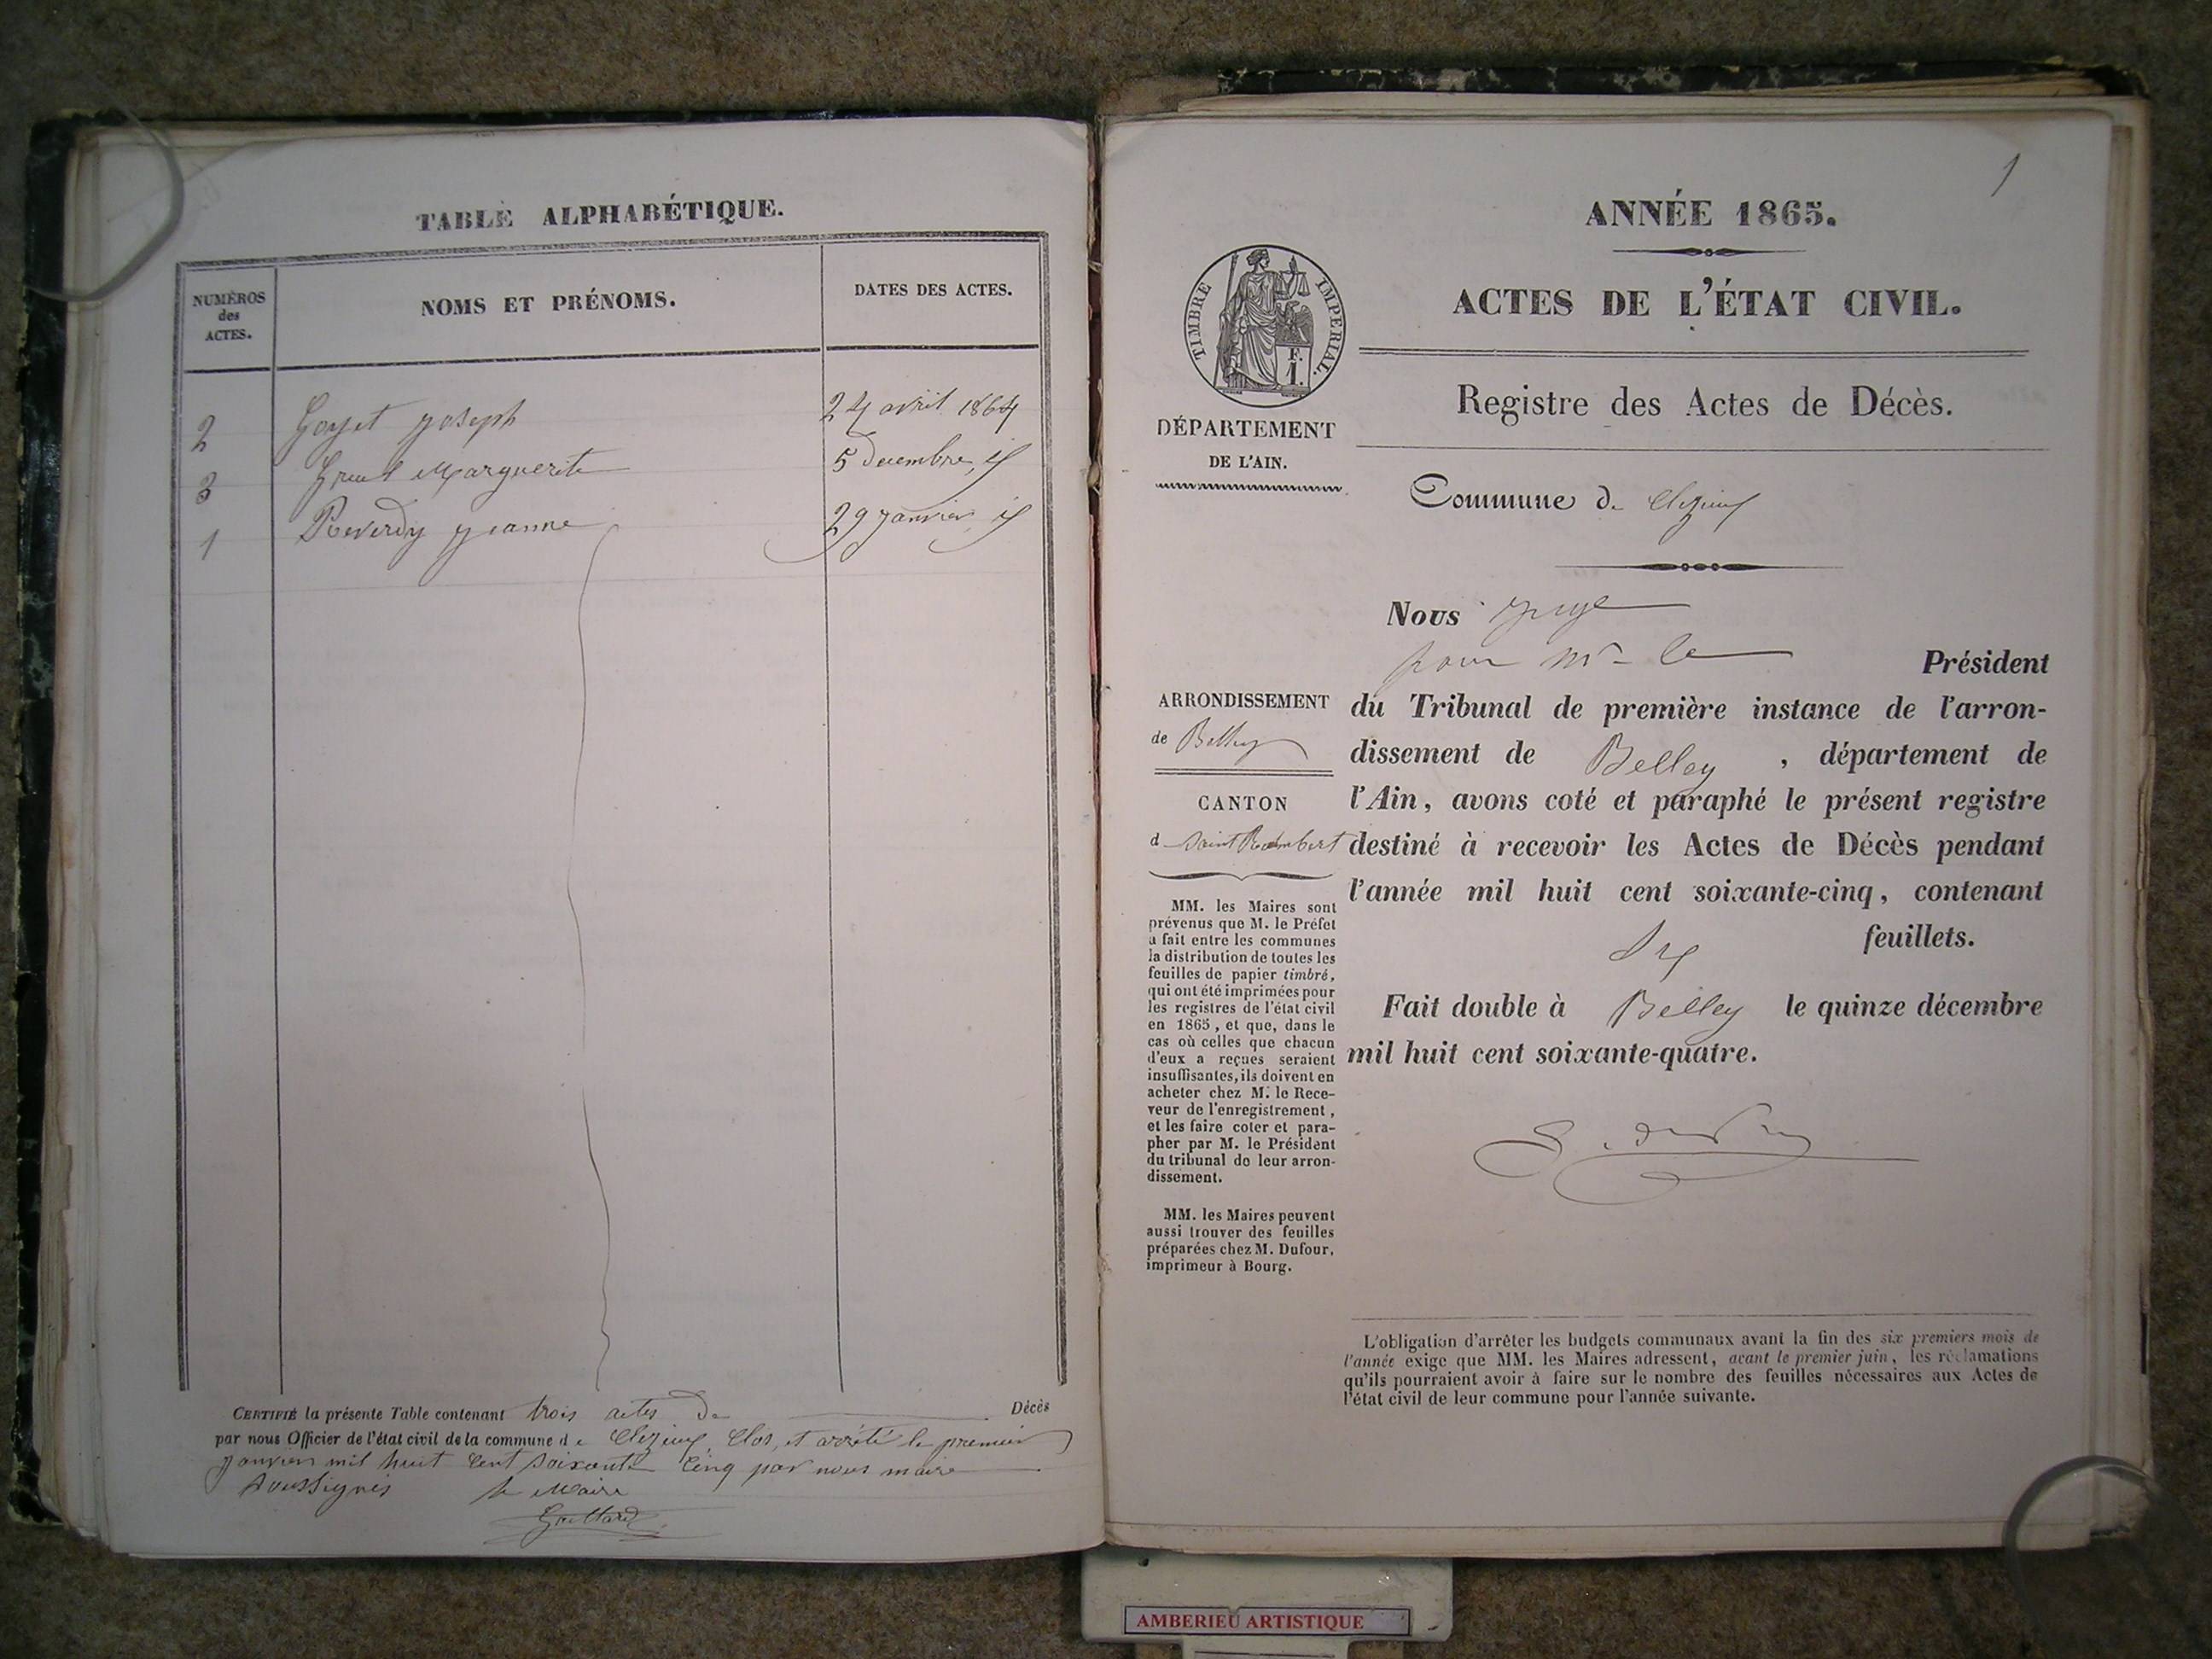 TABLE ALPHABÉTIQUE.
NUMÉROS
des
ACTES.
NOMS ET PRÉNOMS.
DATES DES ACTES.
2 Goyet Joseph 24 avril 1864
3 Marguerite 5 Decembre, id
1 Reverdy Jeanne 29 Janvier id
CERTIFIÉ la présente Table contenant trois actes De Décès
par nous Officier de l'état civil de la commune de Clezieu, Clos, et arrêté le premier
Janvier mil huit Cent soixante Cinq par nous maire
soussignés le Maire
1
ANNÉE 1865.
ACTES DE L'ÉTAT CIVIL.
Registre des Actes de Décès.
TIMBRE IMPERIAL.
F.
1.
DÉPARTEMENT
DE L'AIN.
Commune de Clezieu
Nous juge
pour Mr le Président
du Tribunal de première instance de l'arron-
dissement de Belley, département de
l'Ain, avons coté et paraphé le présent registre
destiné à recevoir les Actes de Décès pendant
l'année mil huit cent soixante-cinq, contenant
six feuillets.
Fait double à Belley le quinze décembre
mil huit cent soixante-quatre.
ARRONDISSEMENT
de Belley
CANTON
d Saint Rambert
MM. les Maires sont
prévenus que M. le Préfet
a fait entre les communes
la distribution de toutes les
feuilles de papier timbré,
qui ont été imprimées pour
les registres de l'état civil
en 1865, et que, dans le
cas où celles que chacun
d'eux a reçues seraient
insuffisantes, ils doivent en
acheter chez M. le Rece-
veur de l'enregistrement,
et les faire coter et para-
pher par M. le Président
du tribunal de leur arron-
dissement.
MM. les Maires peuvent
aussi trouver des feuilles
préparées chez M. Dufour,
imprimeur à Bourg.
L'obligation d'arrêter les budgets communaux avant la fin des six premiers mois de
l'année exige que MM. les Maires adressent, avant le premier juin, les réclamations
qu'ils pourraient avoir à faire sur le nombre des feuilles nécessaires aux Actes de
l'état civil de leur commune pour l'année suivante.
AMBERIEU ARTISTIQUE